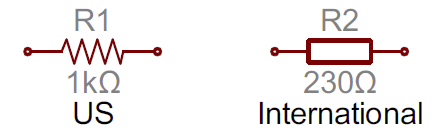 R1
1kΩ
US
R2
230Ω
International